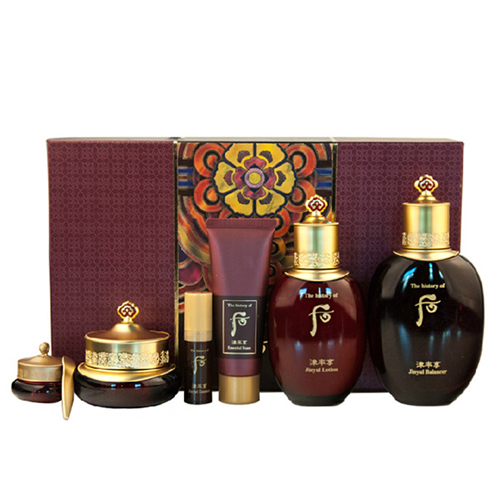 The history of
后
津率享
Essential Foam
The history of
后
津率享
Jinyul Lotion
The history of
后
津率享
Jinyul Balancer